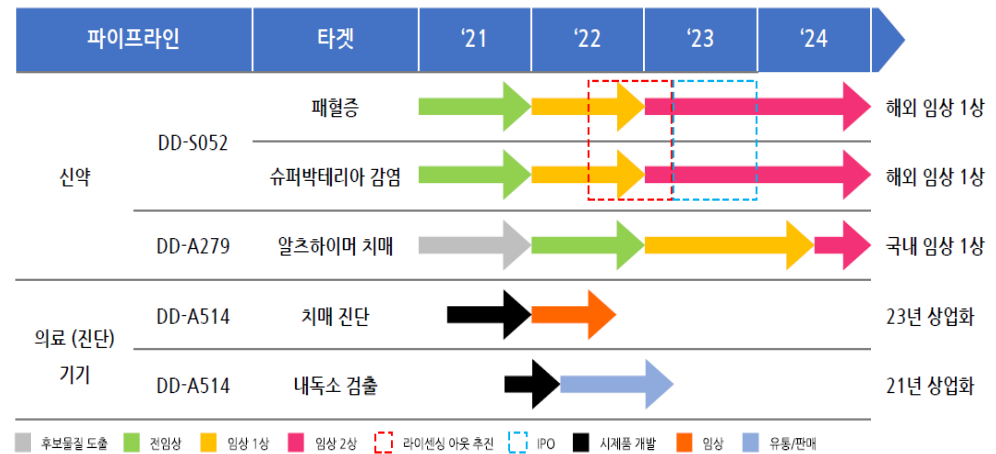 파이프라인 타겟 ‘21 ‘22 ‘23 ‘24
신약
DD-S052
패혈증
해외 임상 1상
슈퍼박테리아 감염
해외 임상 1상
DD-A279
알츠하이머 치매
국내 임상 1상
의료 (진단)
기기
DD-A514
치매 진단
23년 상업화
DD-A514
내독소 검출
21년 상업화
후보물질 도출 전임상 임상 1상 임상 2상 라이센싱 아웃 추진 IPO 시제품 개발 임상 유통/판매